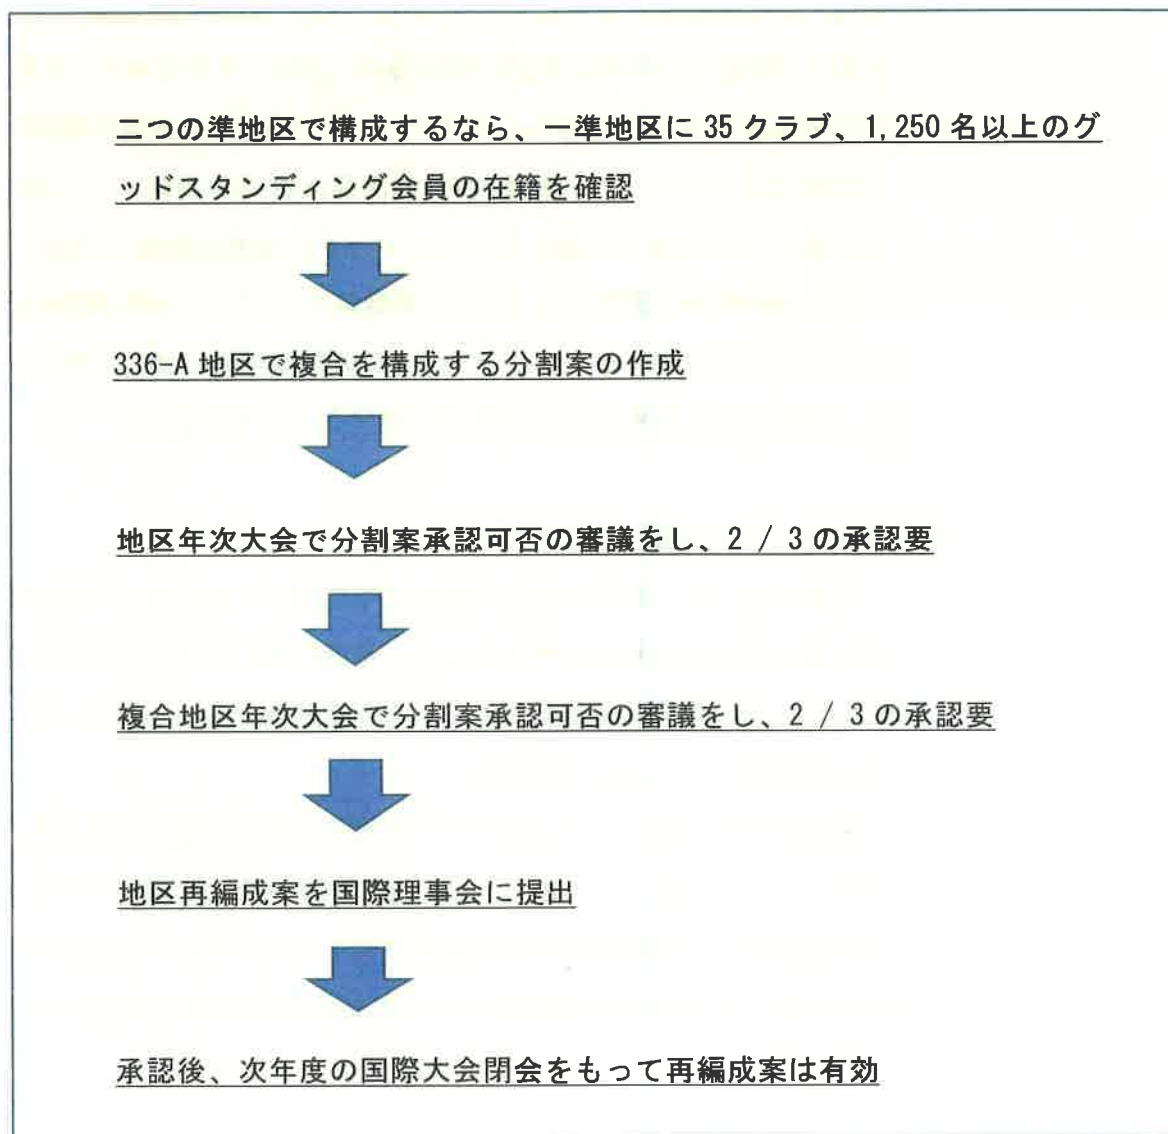 二つの準地区で構成するなら、一準地区に 35 クラブ、1,250 名以上のグ
ッドスタンディング会員の在籍を確認
336-A 地区で複合を構成する分割案の作成
地区年次大会で分割案承認可否の審議をし、2 / 3 の承認要
複合地区年次大会で分割案承認可否の審議をし、2 / 3 の承認要
地区再編成案を国際理事会に提出
承認後、次年度の国際大会閉会をもって再編成案は有効